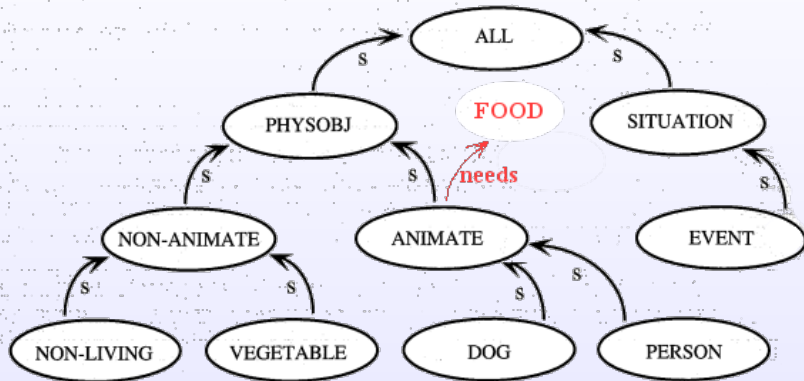 ALL
S
S
FOOD
PHYSOBJ
SITUATION
S
S
needs
S
NON-ANIMATE
ANIMATE
EVENT
S
S
S
S
NON-LIVING
VEGETABLE
DOG
PERSON